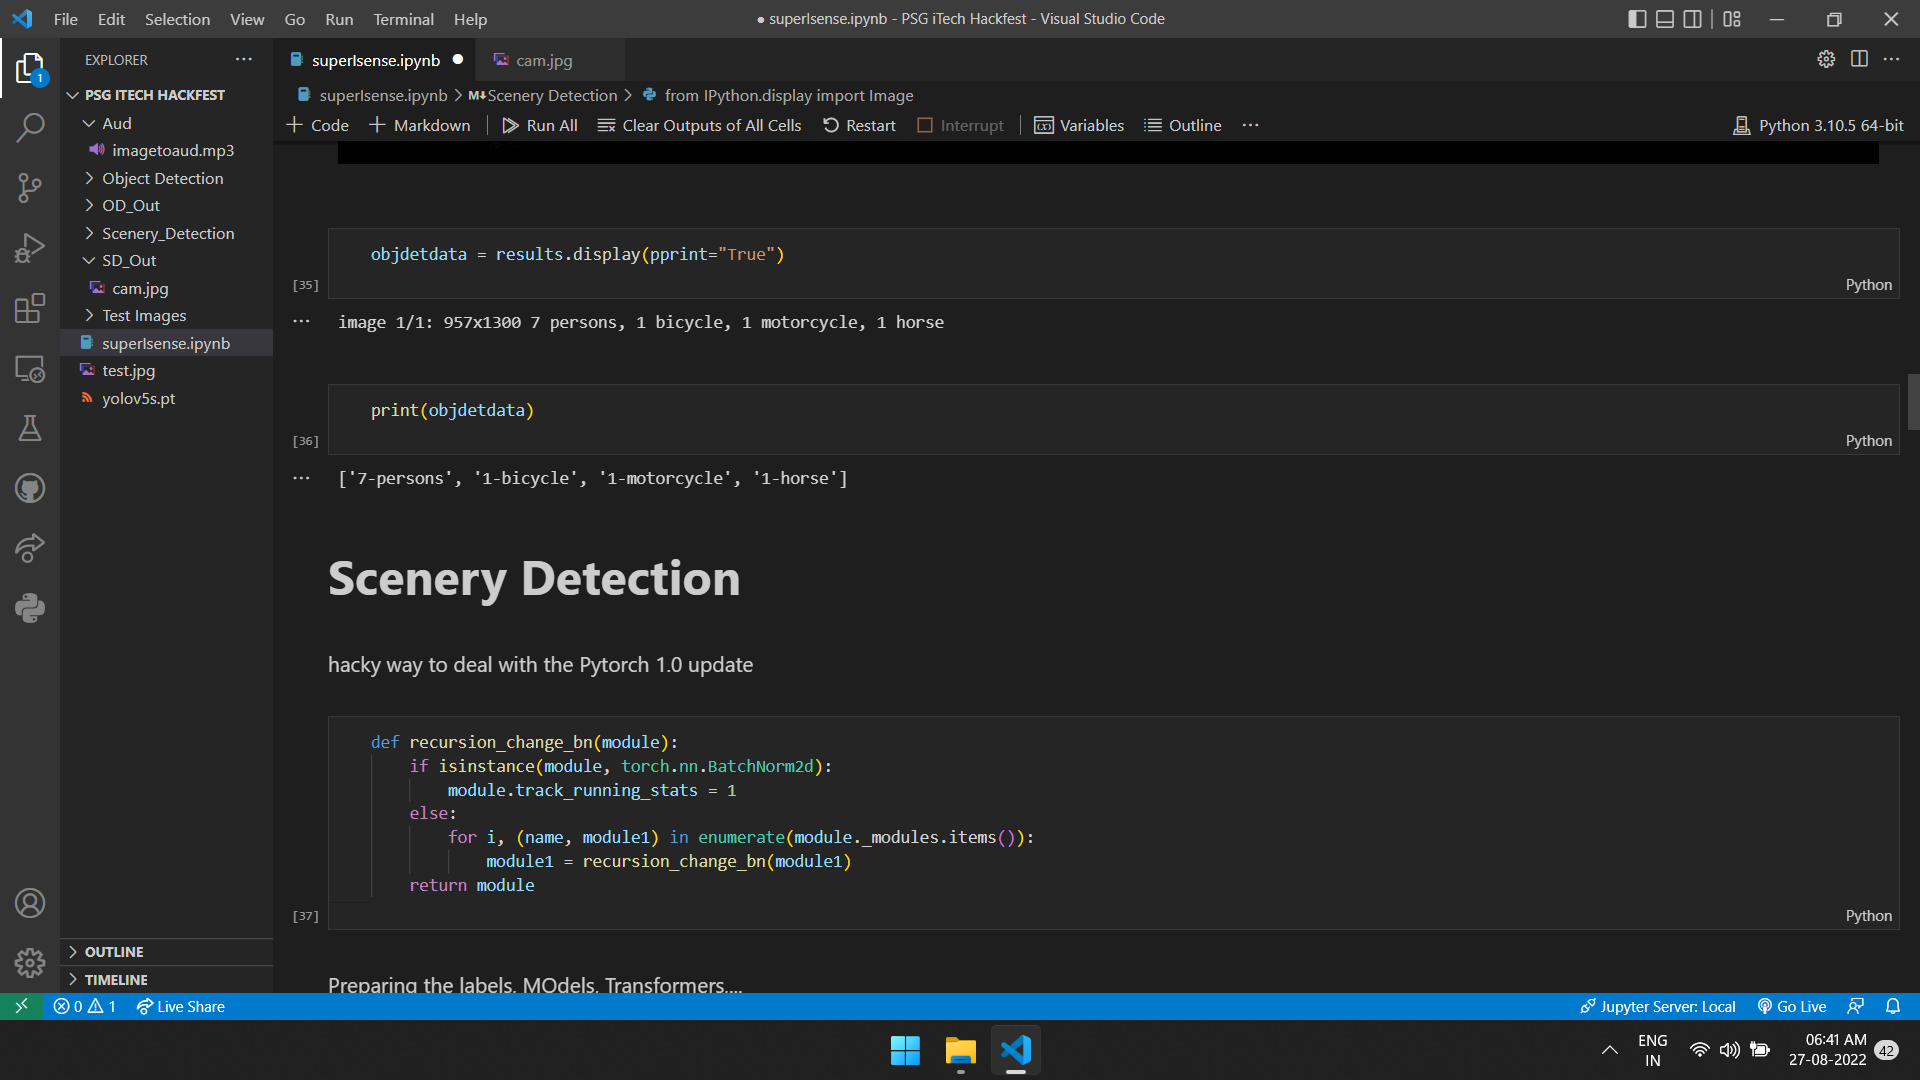 File Edit Selection View Go Run Terminal Help
● superIsense.ipynb - PSG iTech Hackfest - Visual Studio Code
EXPLORER
PSG ITECH HACKFEST
Aud
imagetoaud.mp3
Object Detection
OD_Out
Scenery_Detection
SD_Out
cam.jpg
Test Images
superIsense.ipynb
test.jpg
yolov5s.pt
OUTLINE
TIMELINE
1
superIsense.ipynb ● cam.jpg
superIsense.ipynb > M↓Scenery Detection > from IPython.display import Image
+ Code + Markdown Run All Clear Outputs of All Cells Restart Interrupt Variables Outline ... Python 3.10.5 64-bit
objdetdata = results.display(pprint="True")
[35] Python
... image 1/1: 957x1300 7 persons, 1 bicycle, 1 motorcycle, 1 horse
print(objdetdata)
[36] Python
... ['7-persons', '1-bicycle', '1-motorcycle', '1-horse']
Scenery Detection
hacky way to deal with the Pytorch 1.0 update
def recursion_change_bn(module):
if isinstance(module, torch.nn.BatchNorm2d):
module.track_running_stats = 1
else:
for i, (name, module1) in enumerate(module._modules.items()):
module1 = recursion_change_bn(module1)
return module
[37] Python
Preparing the labels, MOdels, Transformers....
0 1 Live Share Jupyter Server: Local Go Live
ENG 06:41 AM
IN 27-08-2022 42